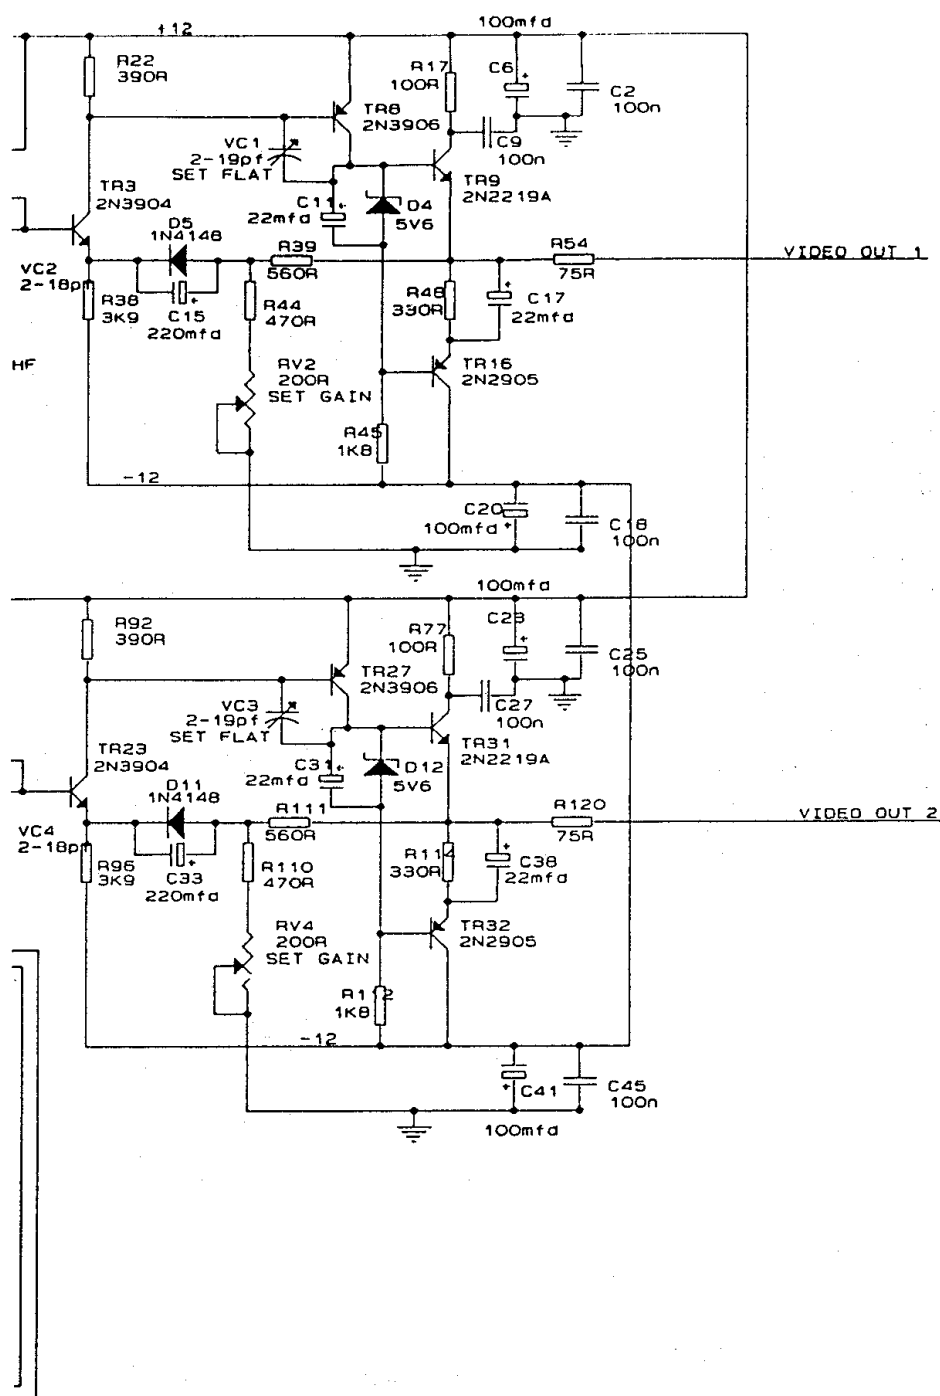 100mfd
+12
R22
390R
R17
100R
C6
C2
100n
TR8
2N3906
VC1
2-19pf
SET FLAT
C9
100n
TR3
2N3904
C11
22mfd
D4
5V6
TR9
2N2219A
D5
1N4148
R39
560R
R54
75R
VIDEO OUT 1
VC2
2-18pf
R38
3K9
C15
220mfd
R44
470R
R48
330R
C17
22mfd
HF
RV2
200R
SET GAIN
TR16
2N2905
R45
1K8
-12
C20
100mfd
C18
100n
100mfd
R92
390R
R77
100R
C23
C25
100n
TR27
2N3906
VC3
2-19pf
SET FLAT
C27
100n
TR23
2N3904
C31
22mfd
D12
5V6
TR31
2N2219A
D11
1N4148
R111
560R
R120
75R
VIDEO OUT 2
VC4
2-18pf
R96
3K9
C33
220mfd
R110
470R
R114
330R
C38
22mfd
RV4
200R
SET GAIN
TR32
2N2905
R112
1K8
-12
C41
C45
100n
100mfd